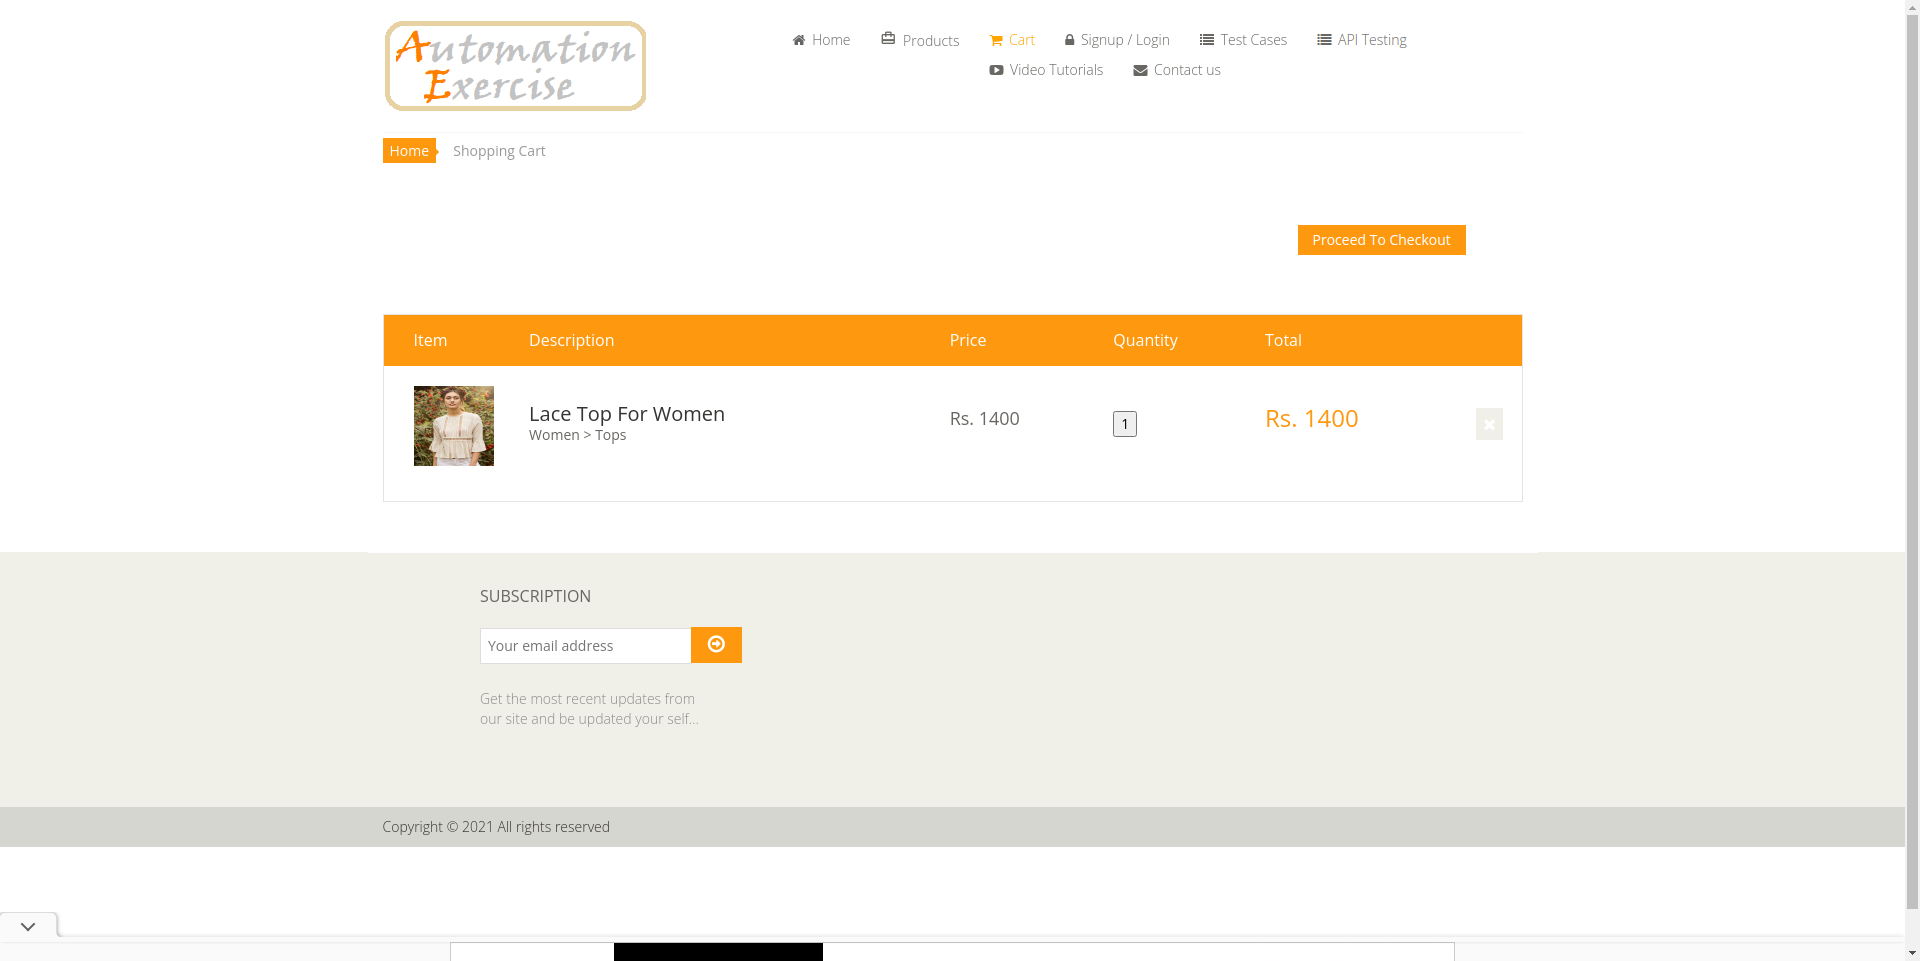 Automation
Exercise
Home
Products
Cart
Signup / Login
Test Cases
API Testing
Video Tutorials
Contact us
Home
Shopping Cart
Proceed To Checkout
Item Description Price Quantity Total
Lace Top For Women
Women > Tops
Rs. 1400
1
Rs. 1400
SUBSCRIPTION
Your email address
Get the most recent updates from
our site and be updated your self...
Copyright © 2021 All rights reserved